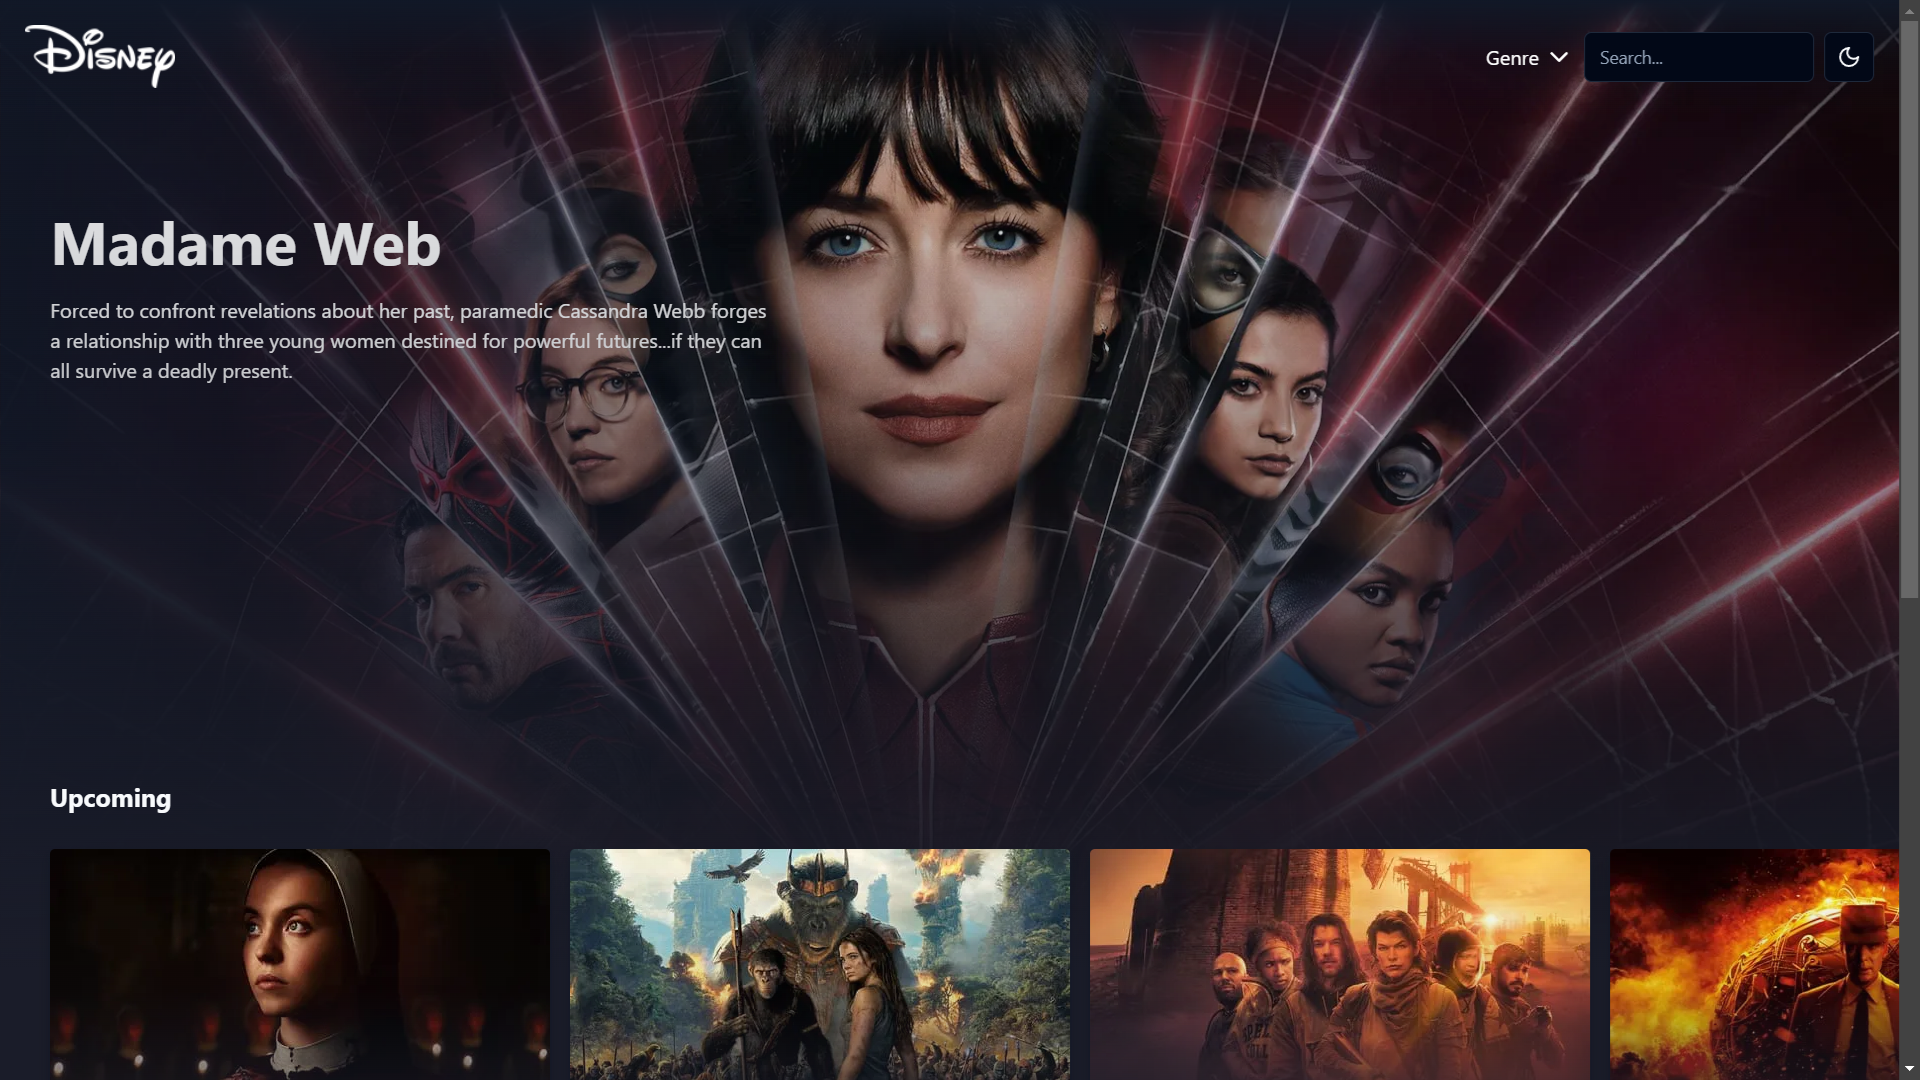 Disney
Genre
Search...
Madame Web
Forced to confront revelations about her past, paramedic Cassandra Webb forges
a relationship with three young women destined for powerful futures...if they can
all survive a deadly present.
Upcoming